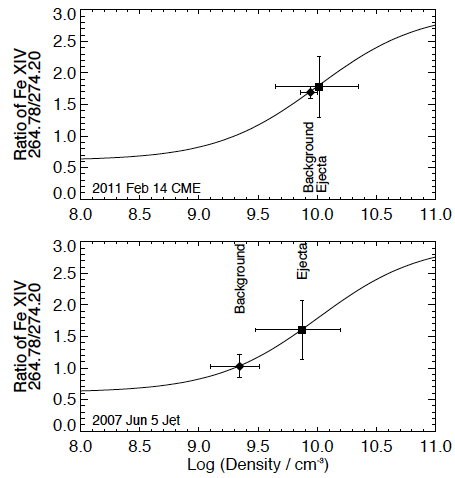 Ratio of Fe XIV
264.78/274.20
3.0
2.5
2.0
1.5
1.0
0.5
0.0
Background
Ejecta
2011 Feb 14 CME
8.0 8.5 9.0 9.5 10.0 10.5 11.0
Ratio of Fe XIV
264.78/274.20
3.0
2.5
2.0
1.5
1.0
0.5
0.0
Background
Ejecta
2007 Jun 5 Jet
8.0 8.5 9.0 9.5 10.0 10.5 11.0
Log (Density / cm⁻³)